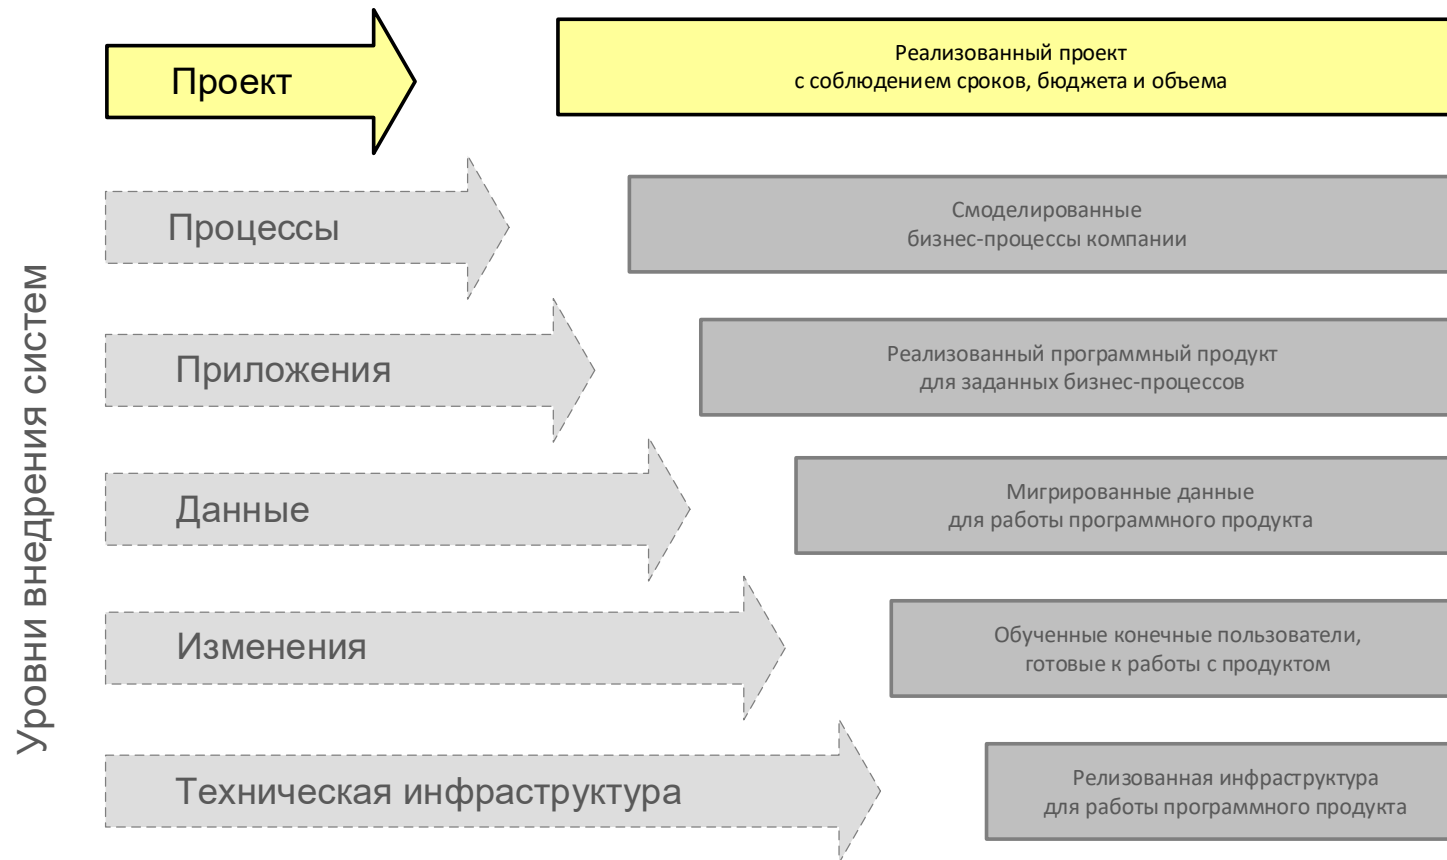 Уровни внедрения систем
Проект
Реализованный проект
с соблюдением сроков, бюджета и объема
Процессы
Смоделированные
бизнес-процессы компании
Приложения
Реализованный программный продукт
для заданных бизнес-процессов
Данные
Мигрированные данные
для работы программного продукта
Изменения
Обученные конечные пользователи,
готовые к работы с продуктом
Техническая инфраструктура
Релизованная инфраструктура
для работы программного продукта